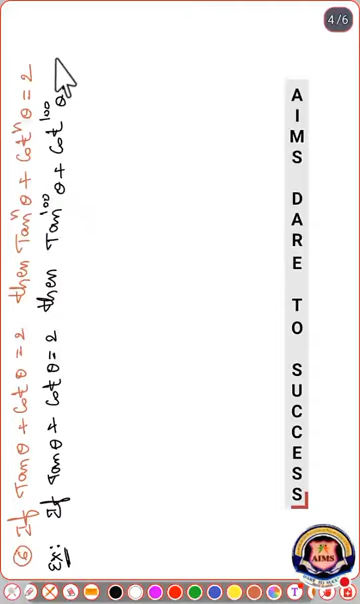 4/6
⑥ If Tanθ + Cotθ = 2 then Tanⁿθ + Cotⁿθ = 2
Ex: If Tanθ + Cotθ = 2 then Tan¹⁰⁰θ + Cot¹⁰⁰θ
AIMS DARE TO SUCCESS
AIMS